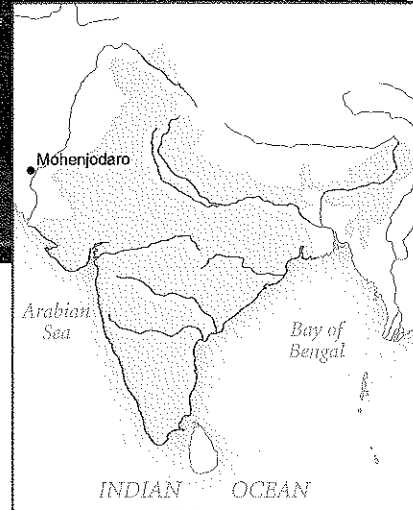 Mohenjodaro
Arabian
Sea
Bay of
Bengal
INDIAN OCEAN